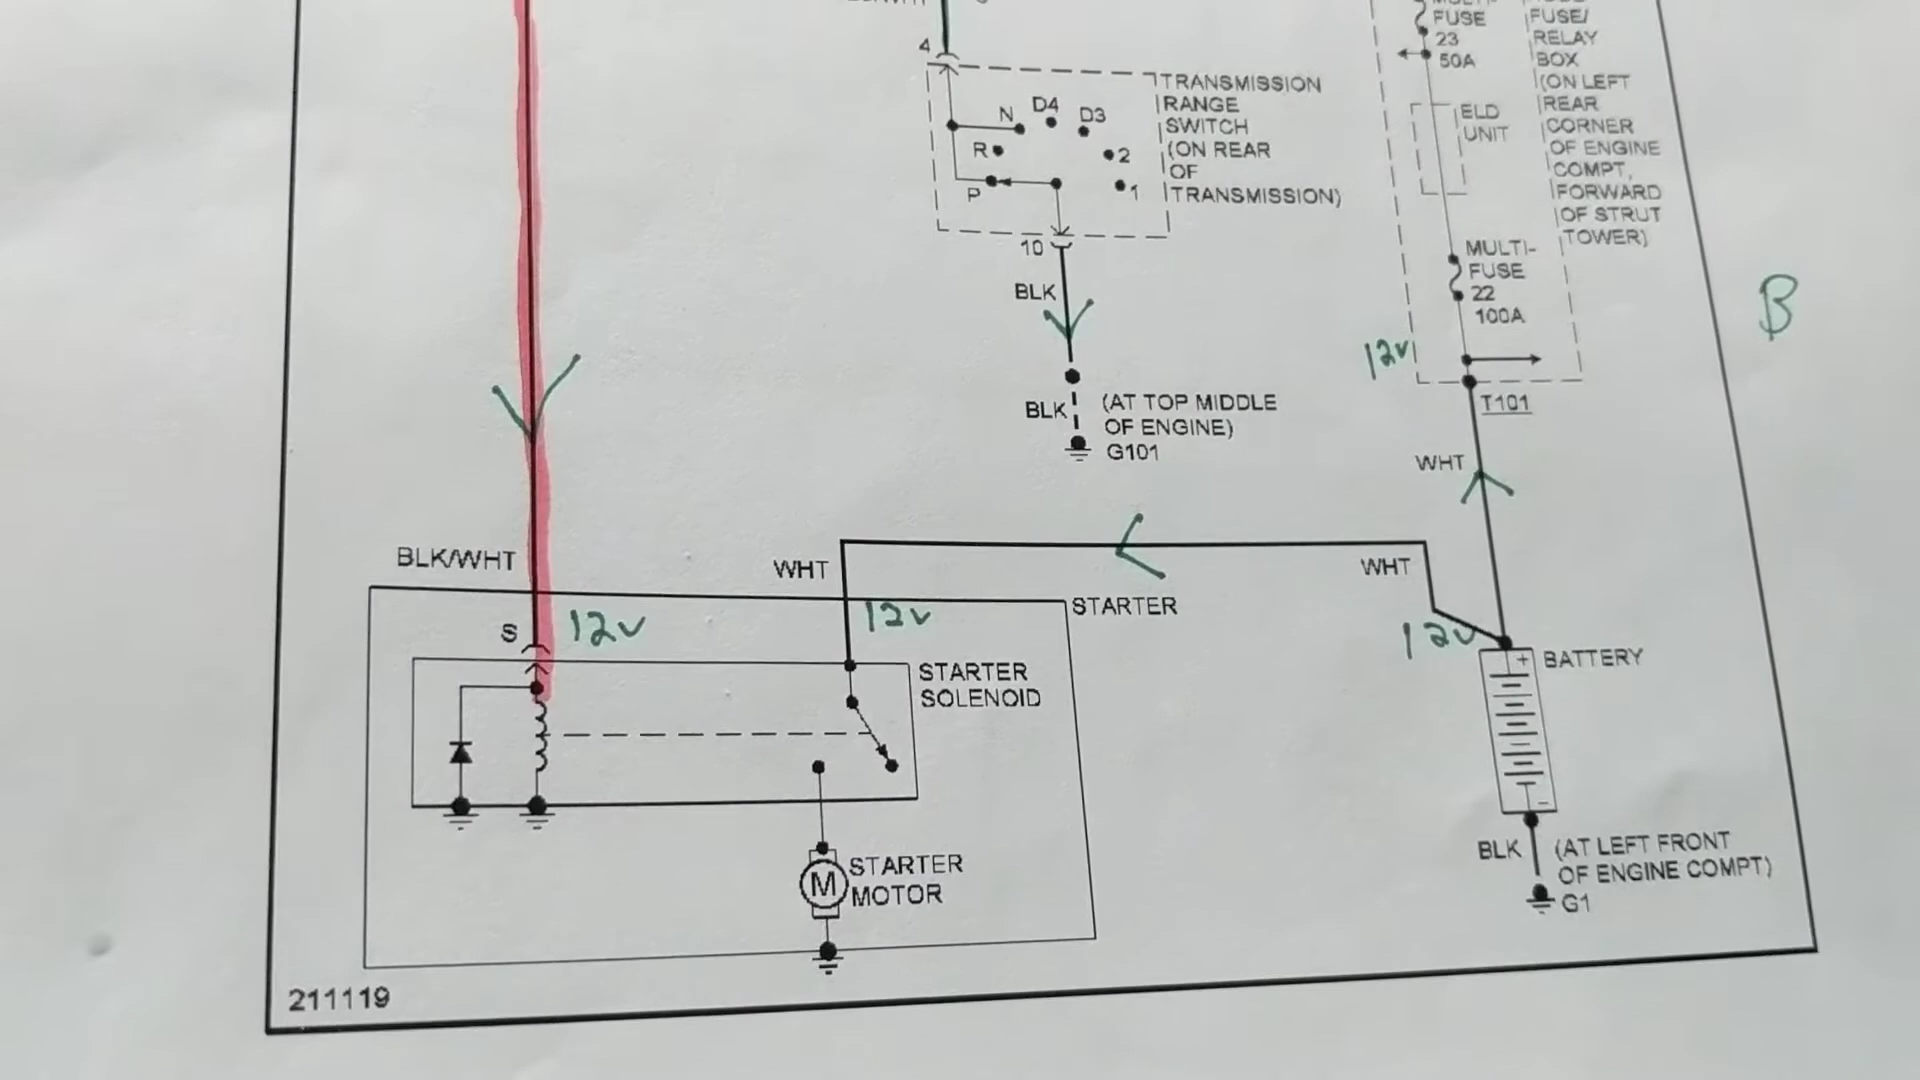 FUSE
23
50A
FUSE/
RELAY
BOX
(ON LEFT
REAR
CORNER
OF ENGINE
COMPT,
FORWARD
OF STRUT
TOWER)
4
TRANSMISSION
RANGE
SWITCH
(ON REAR
OF
TRANSMISSION)
N
D4
D3
R
2
P
1
ELD
UNIT
10
BLK
MULTI-
FUSE
22
100A
B
12v
T101
BLK
(AT TOP MIDDLE
OF ENGINE)
G101
WHT
BLK/WHT
WHT
WHT
S
12v
12v
STARTER
12v
BATTERY
+
STARTER
SOLENOID
-
STARTER
MOTOR
M
BLK
(AT LEFT FRONT
OF ENGINE COMPT)
G1
211119